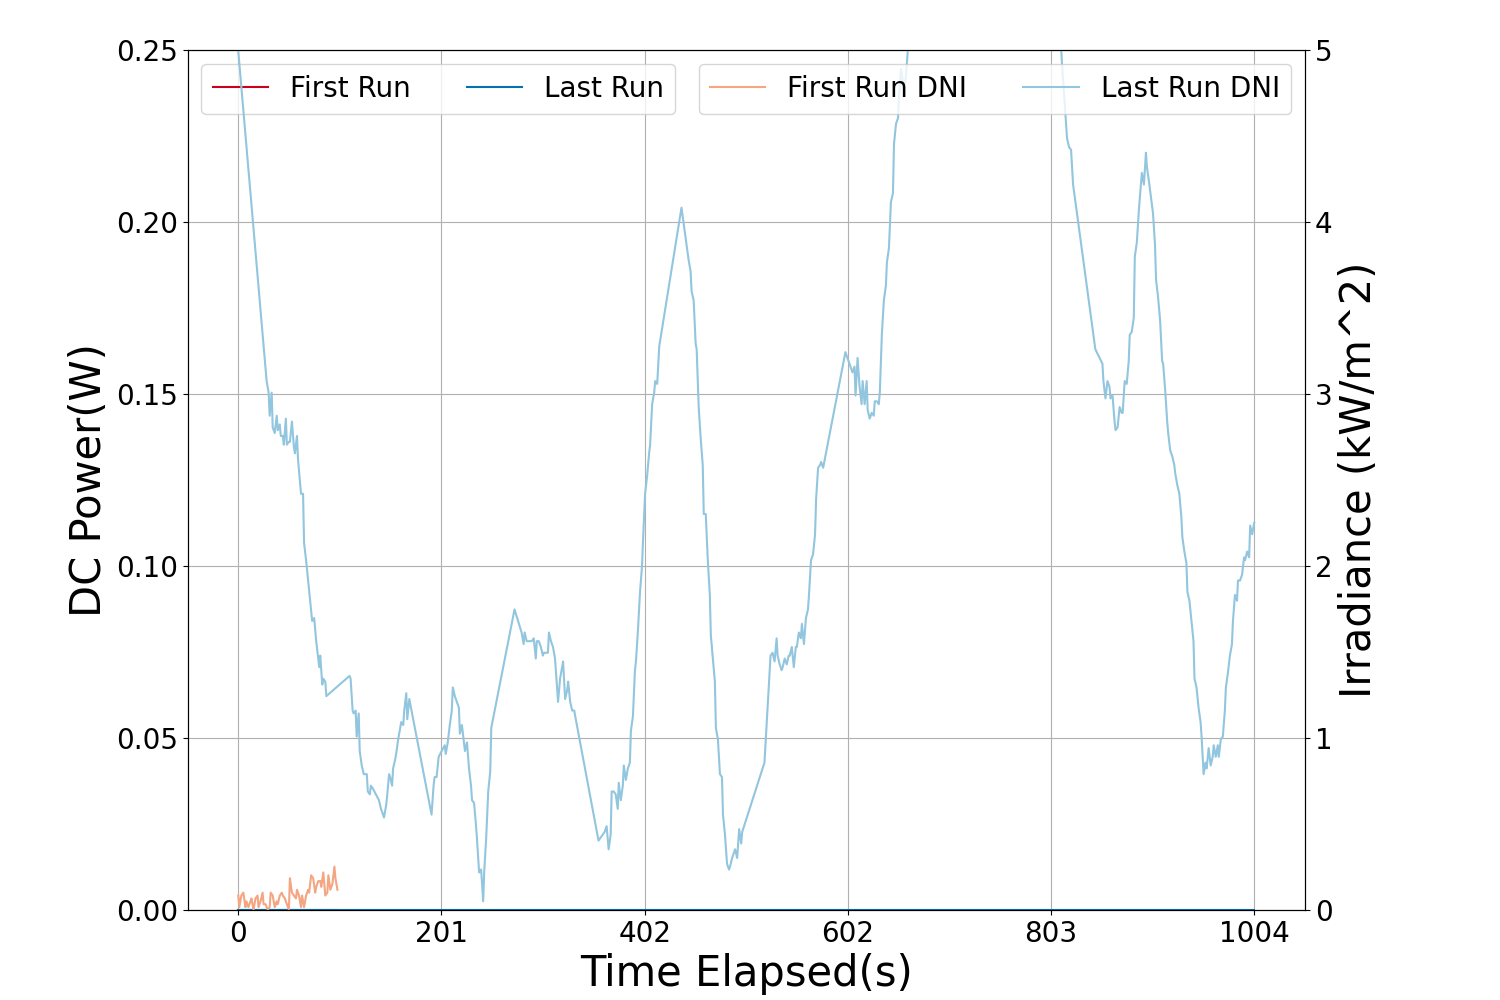 First Run
Last Run
First Run DNI
Last Run DNI
DC Power(W)
0.25
0.20
0.15
0.10
0.05
0.00
5
4
3
2
1
0
Irradiance (kW/m^2)
0 201 402 602 803 1004
Time Elapsed(s)